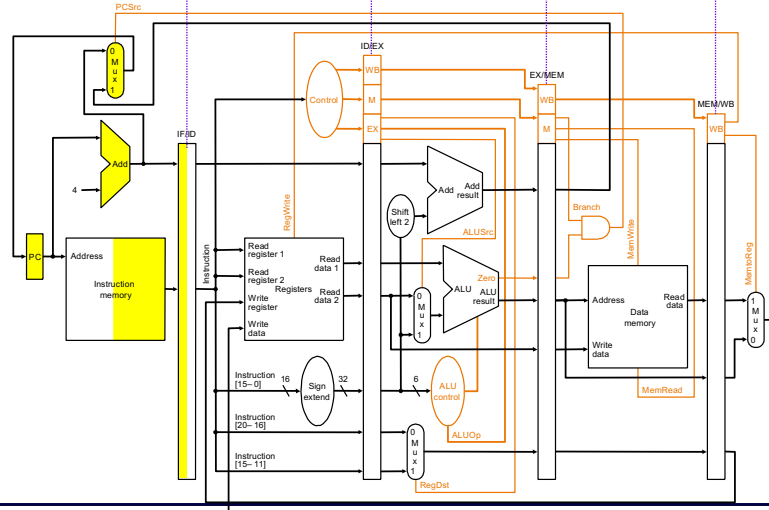 PCSrc
ID/EX
0
M
u
x
1
WB
EX/MEM
Control
M
WB
MEM/WB
IF/ID
EX
M
WB
Add
4
Add
Add
result
RegWrite
Shift
left 2
Branch
ALUSrc
MemWrite
MemtoReg
PC
Address
Instruction
memory
Instruction
Read
register 1
Read
register 2
Registers
Write
register
Write
data
Read
data 1
Read
data 2
0
M
u
x
1
Zero
ALU
ALU
result
Address
Data
memory
Read
data
Write
data
1
M
u
x
0
Instruction
[15–0]
16
Sign
extend
32
6
ALU
control
MemRead
Instruction
[20–16]
Instruction
[15–11]
0
M
u
x
1
ALUOp
RegDst